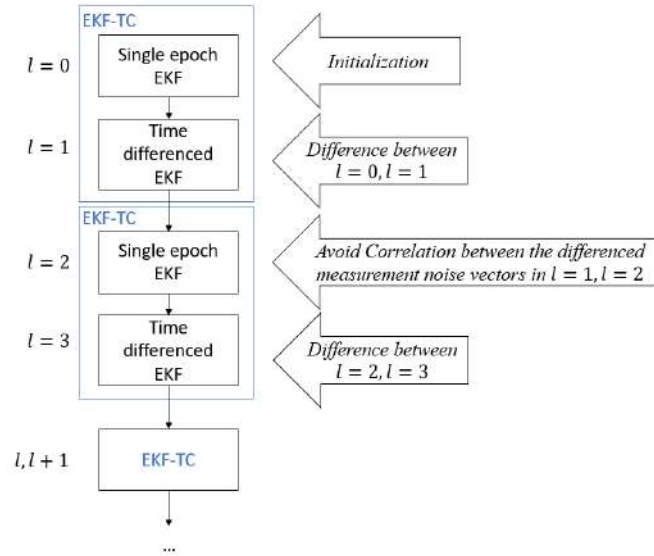 EKF-TC
l = 0
Single epoch
EKF
Initialization
l = 1
Time
differenced
EKF
Difference between
l = 0, l = 1
EKF-TC
l = 2
Single epoch
EKF
Avoid Correlation between the differenced
measurement noise vectors in l = 1, l = 2
l = 3
Time
differenced
EKF
Difference between
l = 2, l = 3
l, l + 1
EKF-TC
...